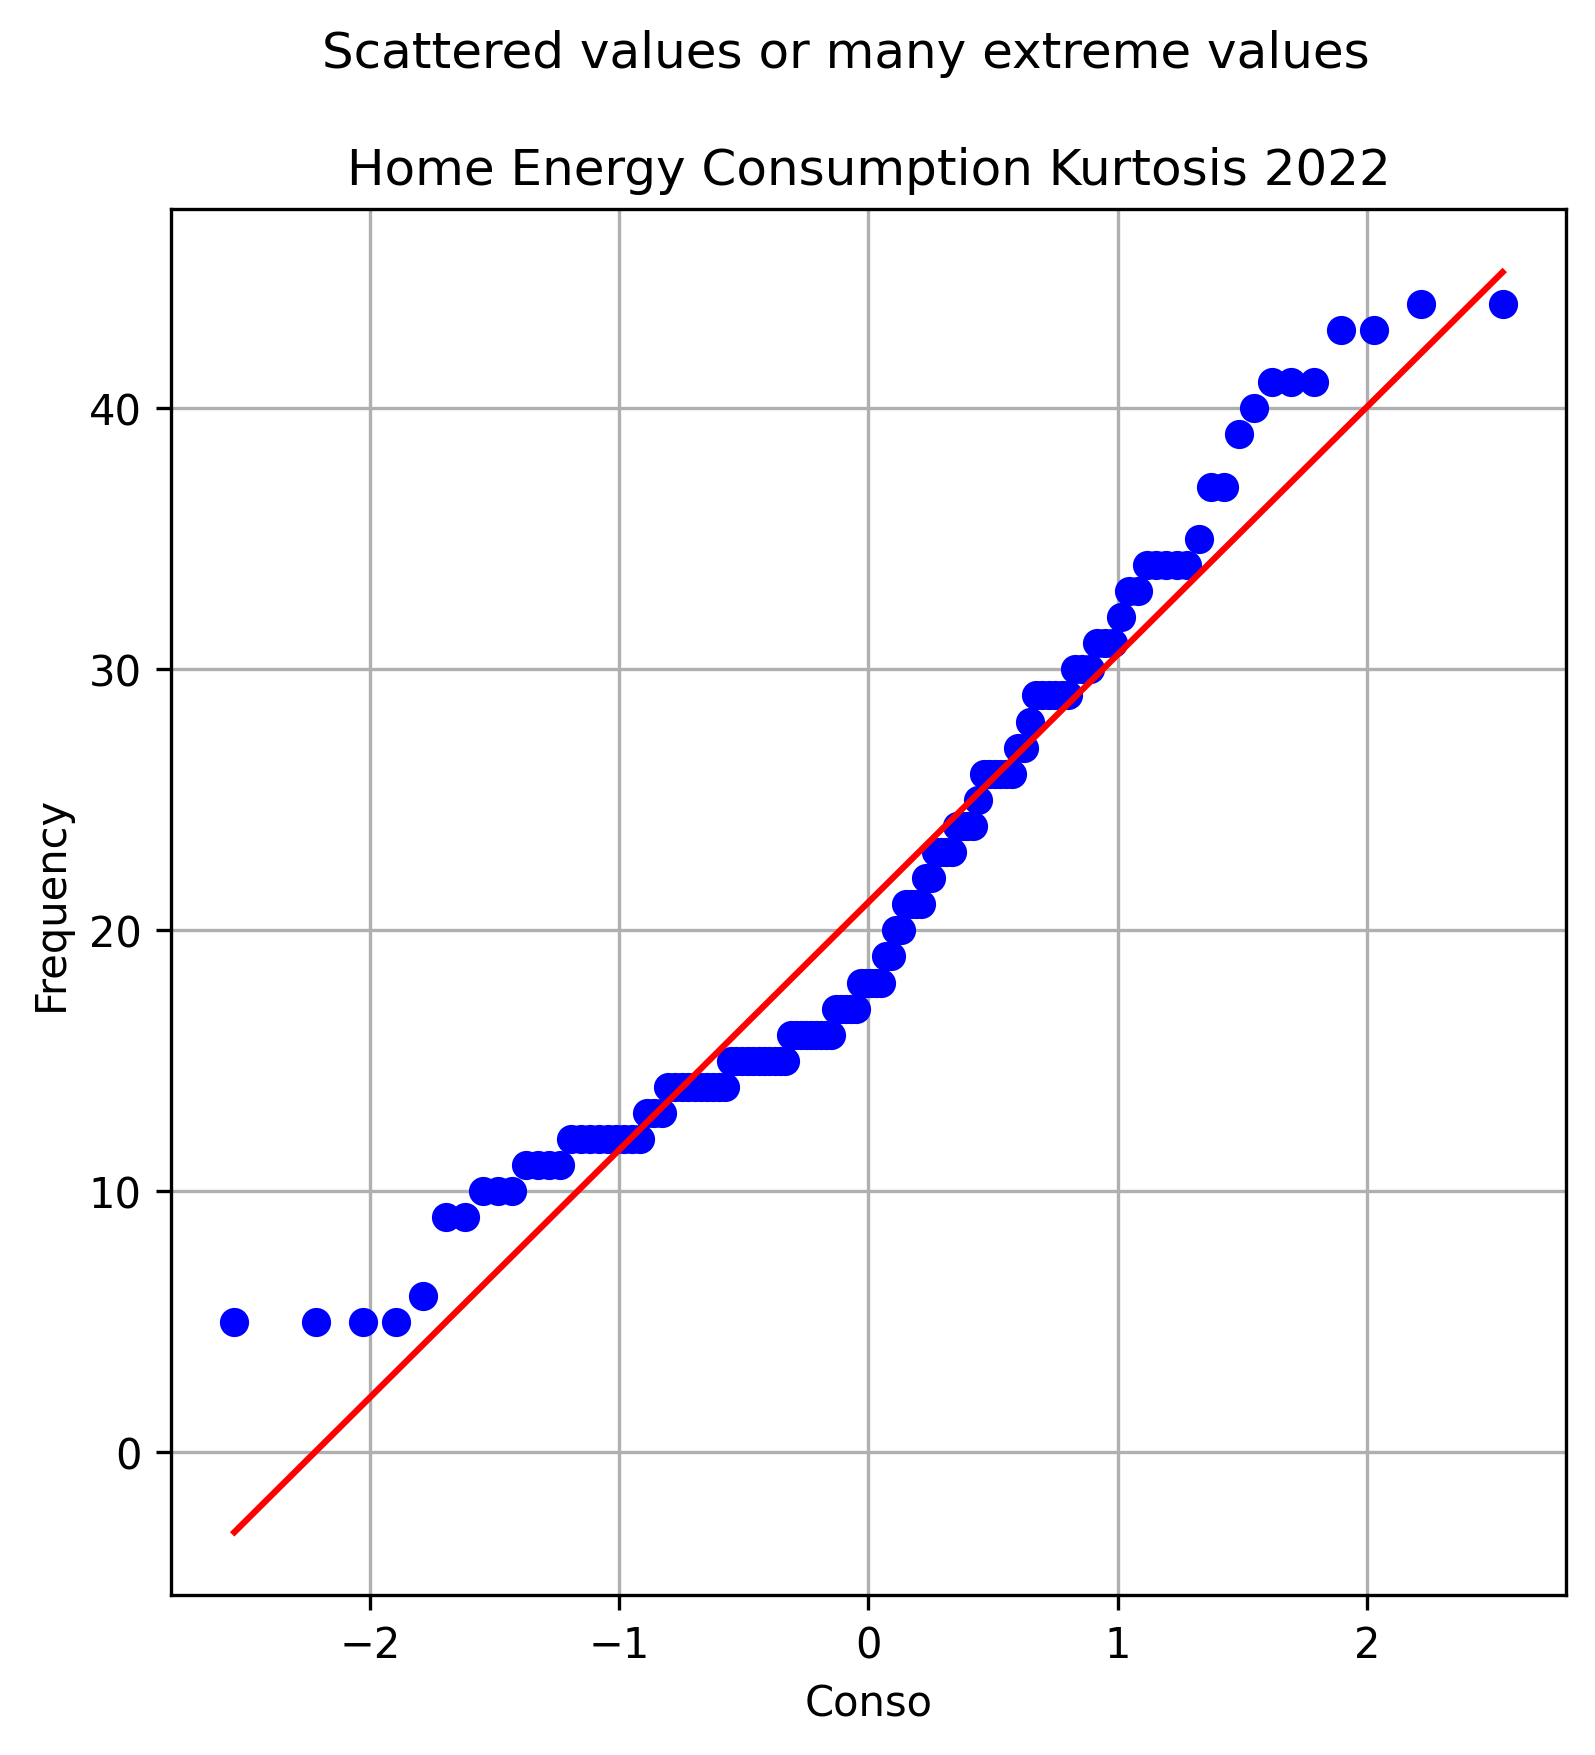 Scattered values or many extreme values
Home Energy Consumption Kurtosis 2022
Frequency
40
30
20
10
0
−2
−1
0
1
2
Conso